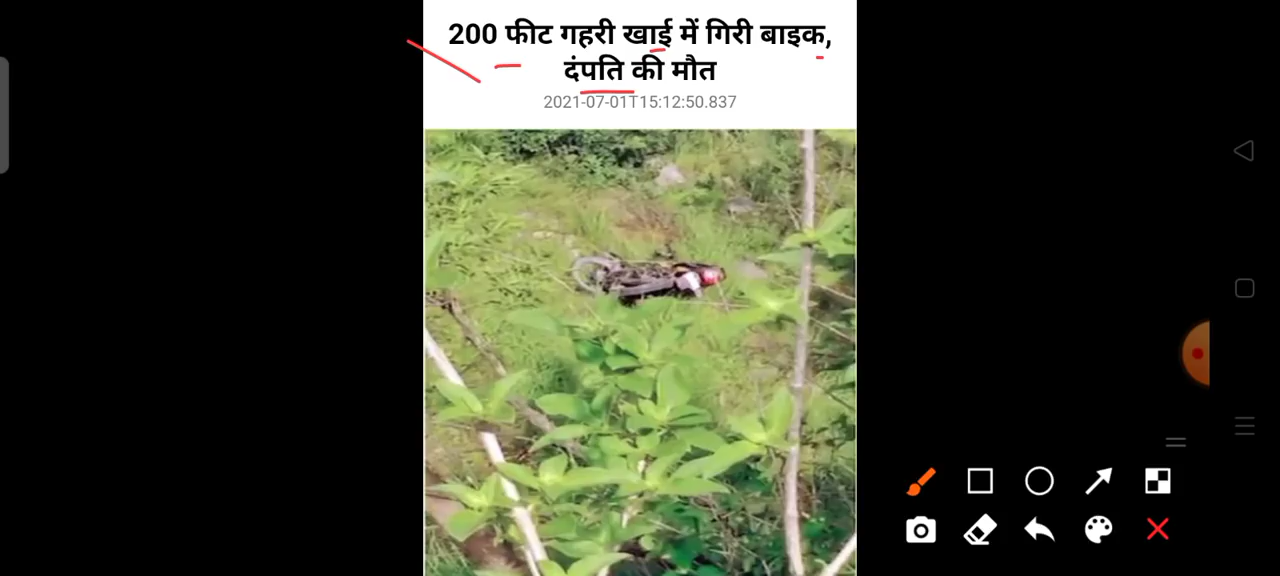 200 फीट गहरी खाई में गिरी बाइक,
दंपति की मौत
2021-07-01T15:12:50.837